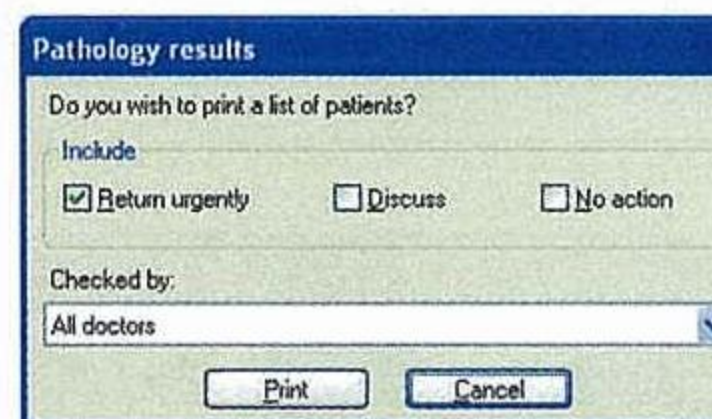 Pathology results
Do you wish to print a list of patients?
Include
Return urgently Discuss No action
Checked by:
All doctors
Print Cancel